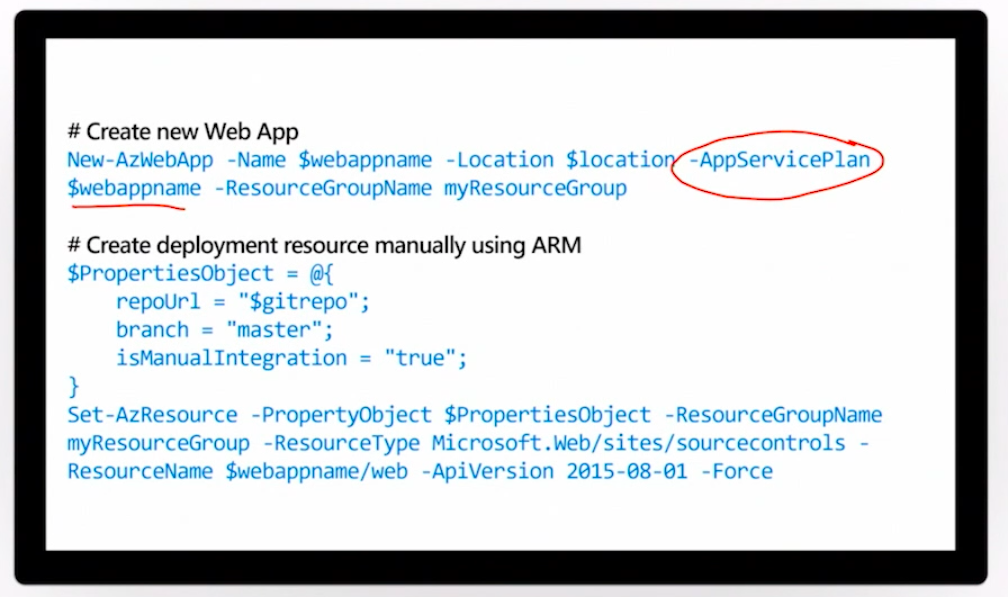 # Create new Web App
New-AzWebApp -Name $webappname -Location $location -AppServicePlan
$webappname -ResourceGroupName myResourceGroup
# Create deployment resource manually using ARM
$PropertiesObject = @{
repoUrl = "$gitrepo";
branch = "master";
isManualIntegration = "true";
}
Set-AzResource -PropertyObject $PropertiesObject -ResourceGroupName
myResourceGroup -ResourceType Microsoft.Web/sites/sourcecontrols -
ResourceName $webappname/web -ApiVersion 2015-08-01 -Force